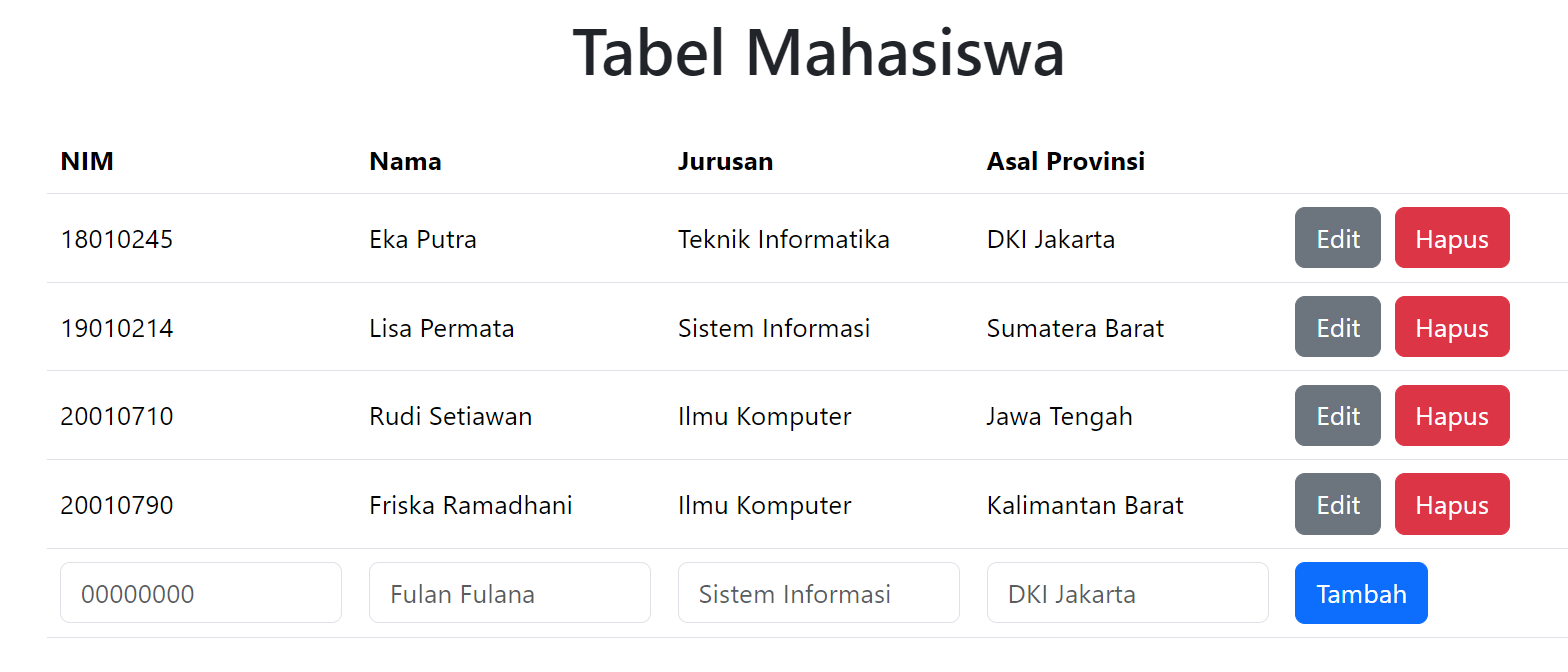 Tabel Mahasiswa
NIM Nama Jurusan Asal Provinsi
18010245 Eka Putra Teknik Informatika DKI Jakarta Edit Hapus
19010214 Lisa Permata Sistem Informasi Sumatera Barat Edit Hapus
20010710 Rudi Setiawan Ilmu Komputer Jawa Tengah Edit Hapus
20010790 Friska Ramadhani Ilmu Komputer Kalimantan Barat Edit Hapus
00000000 Fulan Fulana Sistem Informasi DKI Jakarta Tambah